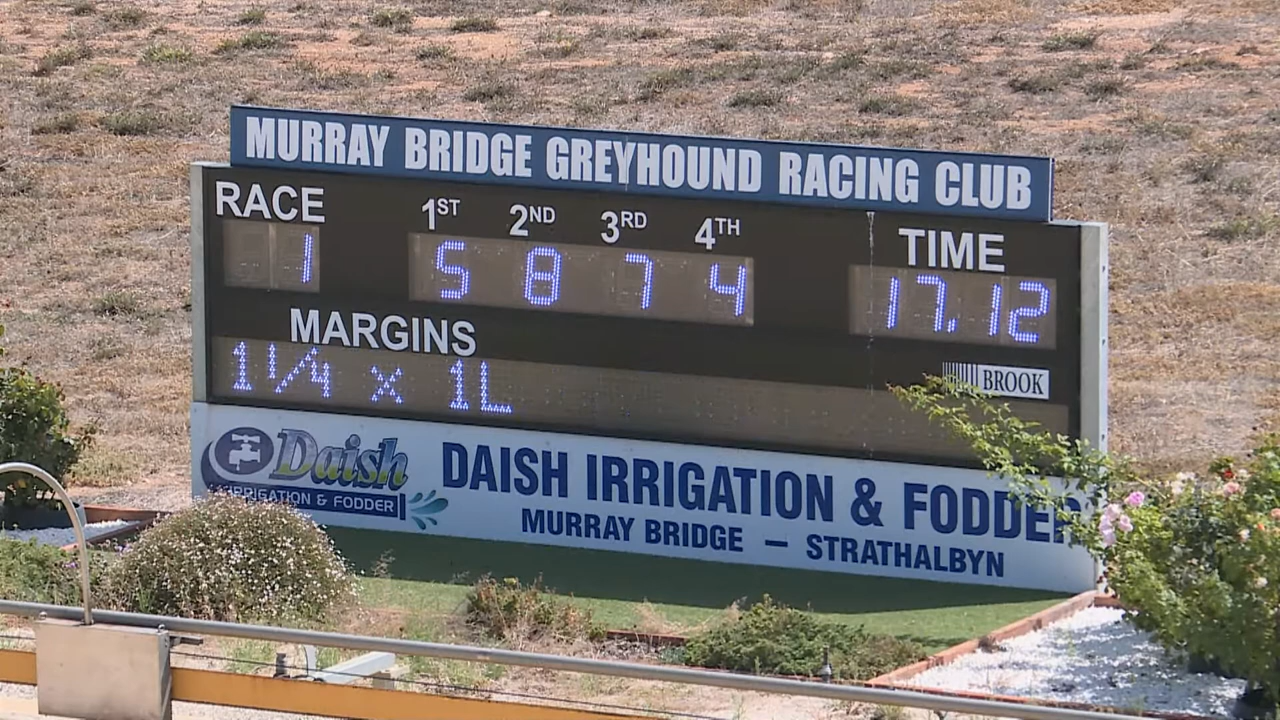 MURRAY BRIDGE GREYHOUND RACING CLUB
RACE 1ST 2ND 3RD 4TH TIME
1 5 8 7 4 17.12
MARGINS
1 1/4 x 1L
BROOK
Daish
IRRIGATION & FODDER
DAISH IRRIGATION & FODDER
MURRAY BRIDGE – STRATHALBYN